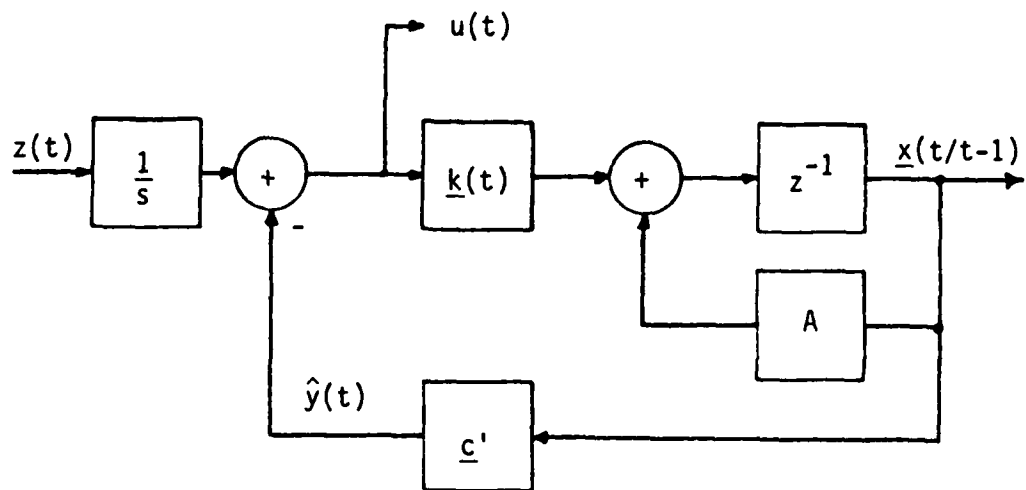 u(t)
z(t)
1
s
+
k(t)
+
z⁻¹
x(t/t-1)
-
A
ŷ(t)
c'